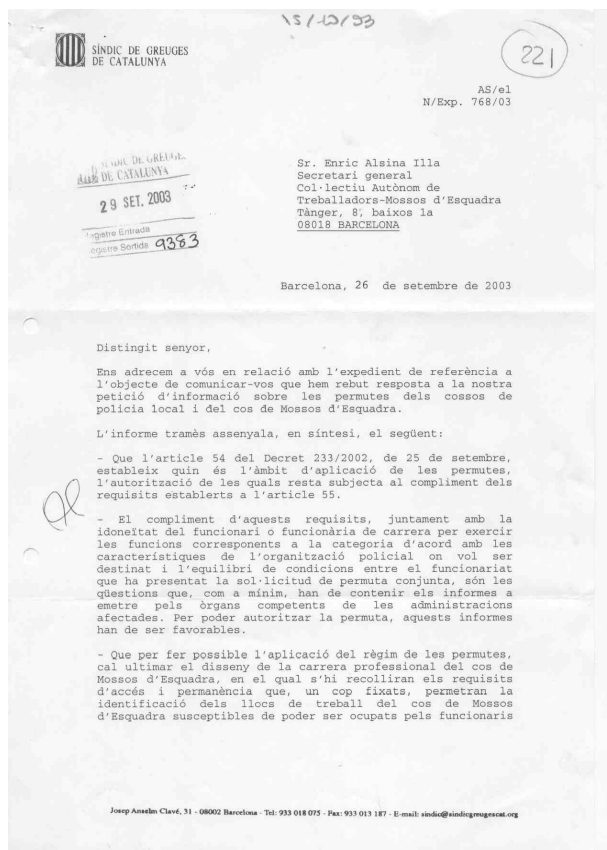 15/10/93
221
SÍNDIC DE GREUGES
DE CATALUNYA
AS/el
N/Exp. 768/03
SÍNDIC DE GREUGE
DE CATALUNYA
29 SET. 2003
Registre Entrada
Registre Sortida 9383
Sr. Enric Alsina Illa
Secretari general
Col·lectiu Autònom de
Treballadors-Mossos d'Esquadra
Tànger, 8, baixos 1a
08018 BARCELONA
Barcelona, 26 de setembre de 2003
Distingit senyor,
Ens adrecem a vós en relació amb l'expedient de referència a
l'objecte de comunicar-vos que hem rebut resposta a la nostra
petició d'informació sobre les permutes dels cossos de
policia local i del cos de Mossos d'Esquadra.
L'informe tramès assenyala, en síntesi, el següent:
- Que l'article 54 del Decret 233/2002, de 25 de setembre,
estableix quin és l'àmbit d'aplicació de les permutes,
l'autorització de les quals resta subjecta al compliment dels
requisits establerts a l'article 55.
- El compliment d'aquests requisits, juntament amb la
idoneïtat del funcionari o funcionària de carrera per exercir
les funcions corresponents a la categoria d'acord amb les
característiques de l'organització policial on vol ser
destinat i l'equilibri de condicions entre el funcionariat
que ha presentat la sol·licitud de permuta conjunta, són les
qüestions que, com a mínim, han de contenir els informes a
emetre pels òrgans competents de les administracions
afectades. Per poder autoritzar la permuta, aquests informes
han de ser favorables.
- Que per fer possible l'aplicació del règim de les permutes,
cal ultimar el disseny de la carrera professional del cos de
Mossos d'Esquadra, en el qual s'hi recolliran els requisits
d'accés i permanència que, un cop fixats, permetran la
identificació dels llocs de treball del cos de Mossos
d'Esquadra susceptibles de poder ser ocupats pels funcionaris
Josep Anselm Clavé, 31 - 08002 Barcelona - Tel: 933 018 075 - Fax: 933 013 187 - E-mail: sindic@sindicgreugescat.org